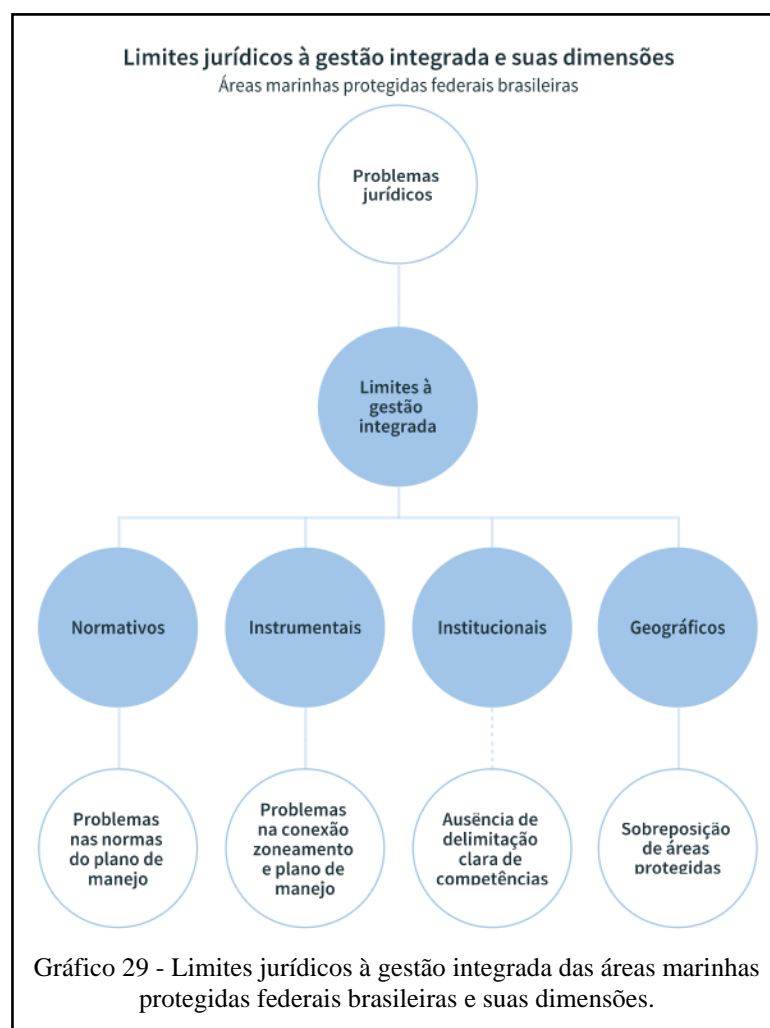 Limites jurídicos à gestão integrada e suas dimensões
Áreas marinhas protegidas federais brasileiras
Problemas
jurídicos
Limites à
gestão
integrada
Normativos
Instrumentais
Institucionais
Geográficos
Problemas
nas normas
do plano de
manejo
Problemas
na conexão
zoneamento
e plano de
manejo
Ausência de
delimitação
clara de
competências
Sobreposição
de áreas
protegidas
Gráfico 29 - Limites jurídicos à gestão integrada das áreas marinhas
protegidas federais brasileiras e suas dimensões.